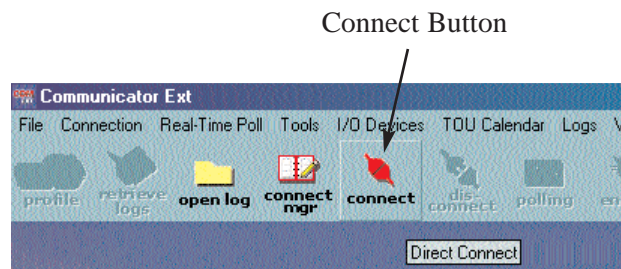 Connect Button
Communicator Ext
File Connection Real-Time Poll Tools I/O Devices TOU Calendar Logs V
profile retrieve logs open log connect mgr connect dis-connect polling en
Direct Connect